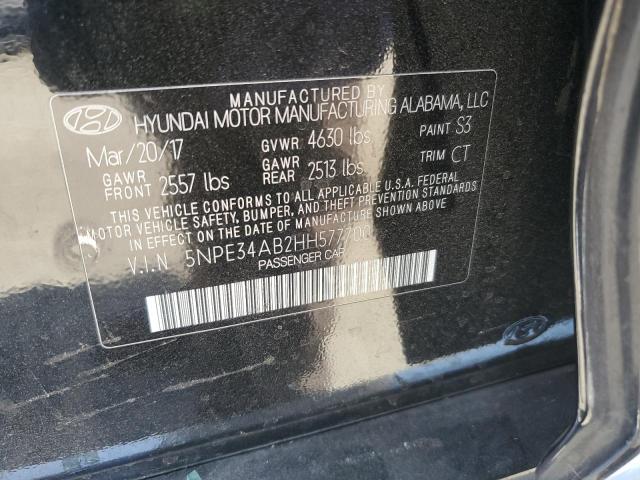 MANUFACTURED BY
HYUNDAI MOTOR MANUFACTURING ALABAMA, LLC
Mar/20/17 GVWR 4630 lbs PAINT S3
GAWR FRONT 2557 lbs GAWR REAR 2513 lbs TRIM CT
THIS VEHICLE CONFORMS TO ALL APPLICABLE U.S.A. FEDERAL
MOTOR VEHICLE SAFETY, BUMPER, AND THEFT PREVENTION STANDARDS
IN EFFECT ON THE DATE OF MANUFACTURE SHOWN ABOVE.
V.I.N
PASSENGER CAR